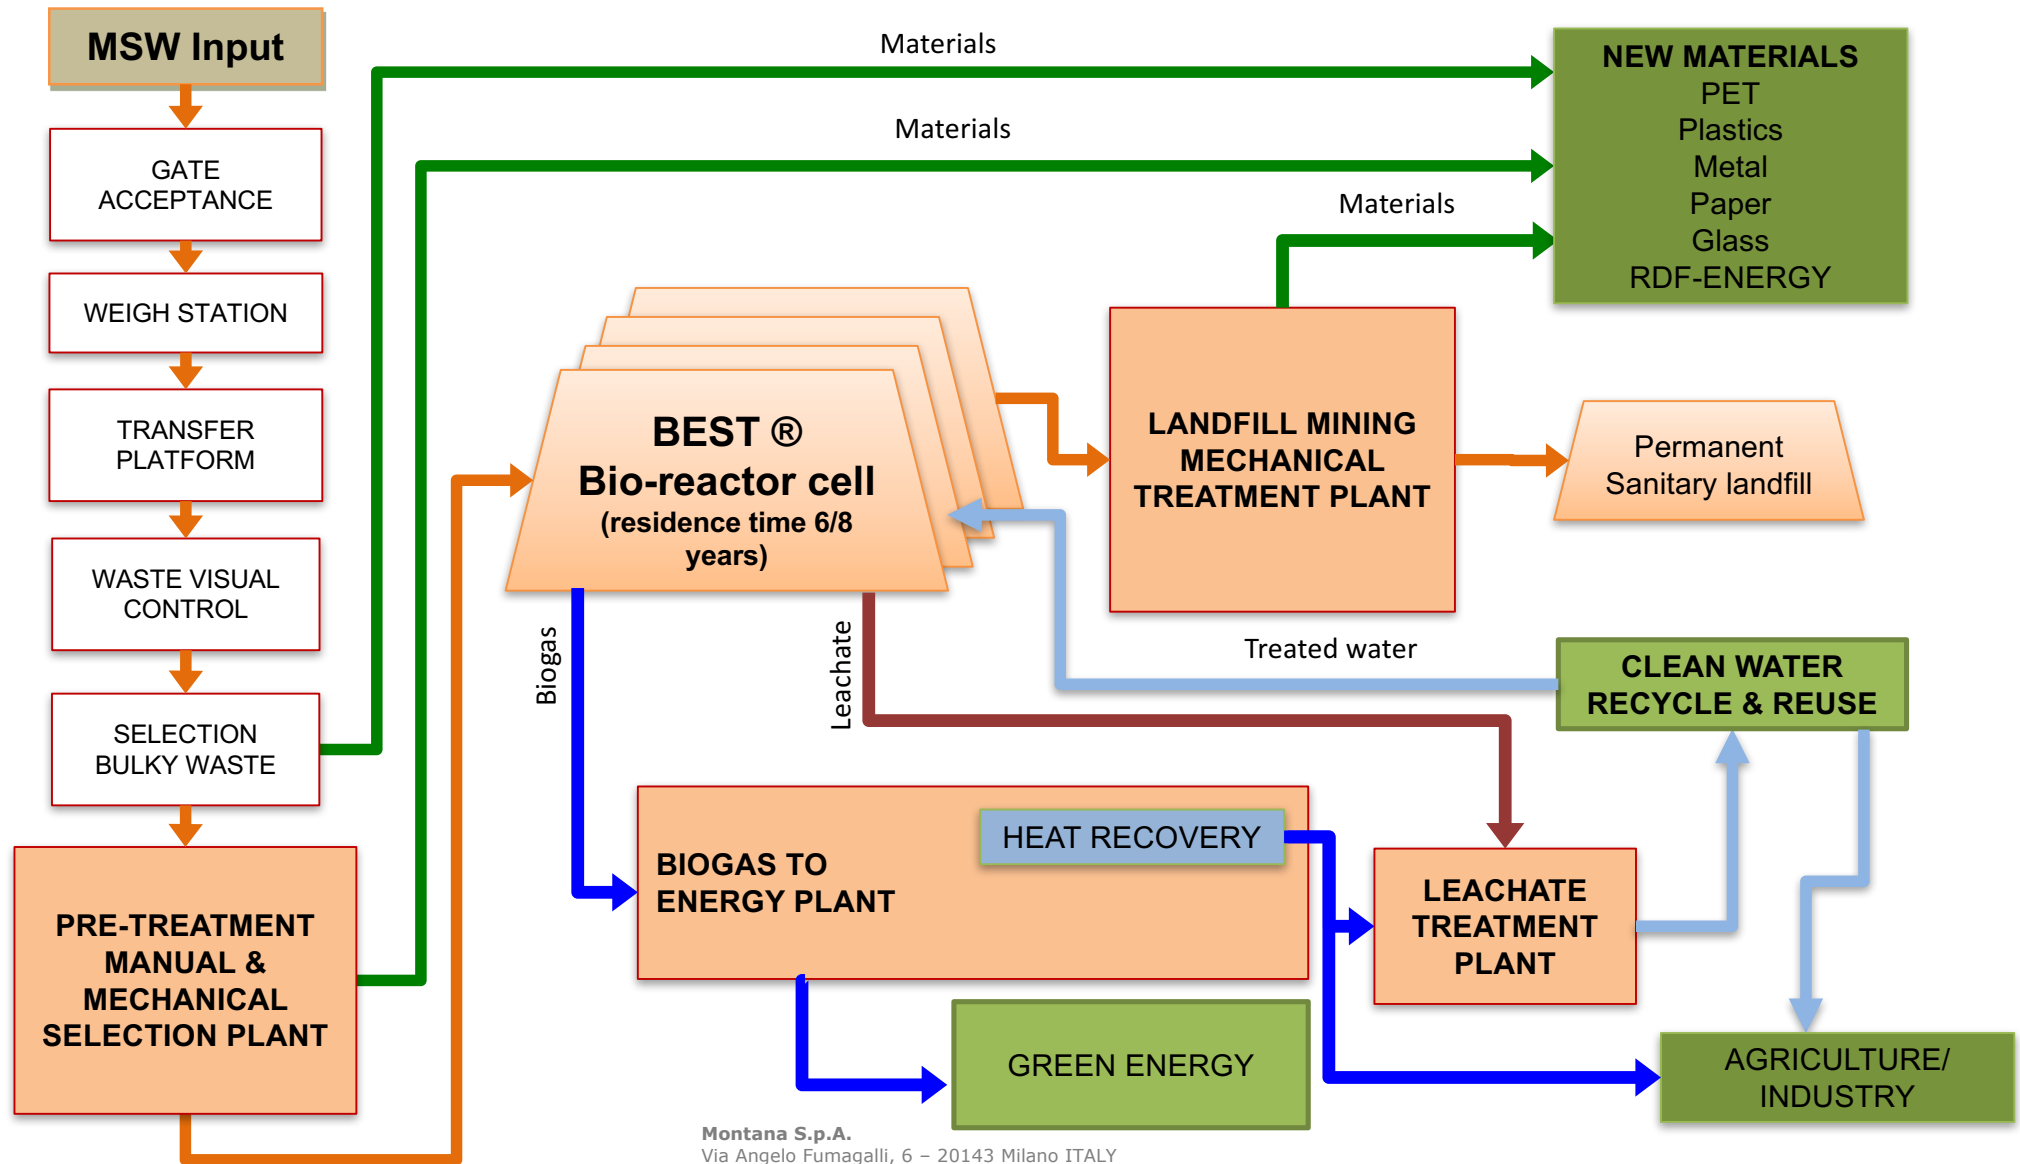 MSW Input
GATE
ACCEPTANCE
WEIGH STATION
TRANSFER
PLATFORM
WASTE VISUAL
CONTROL
SELECTION
BULKY WASTE
PRE-TREATMENT
MANUAL &
MECHANICAL
SELECTION PLANT
Materials
Materials
Materials
NEW MATERIALS
PET
Plastics
Metal
Paper
Glass
RDF-ENERGY
BEST ®
Bio-reactor cell
(residence time 6/8
years)
LANDFILL MINING
MECHANICAL
TREATMENT PLANT
Permanent
Sanitary landfill
Biogas
Leachate
Treated water
CLEAN WATER
RECYCLE & REUSE
HEAT RECOVERY
BIOGAS TO
ENERGY PLANT
LEACHATE
TREATMENT
PLANT
GREEN ENERGY
AGRICULTURE/
INDUSTRY
Montana S.p.A.
Via Angelo Fumagalli, 6 – 20143 Milano ITALY